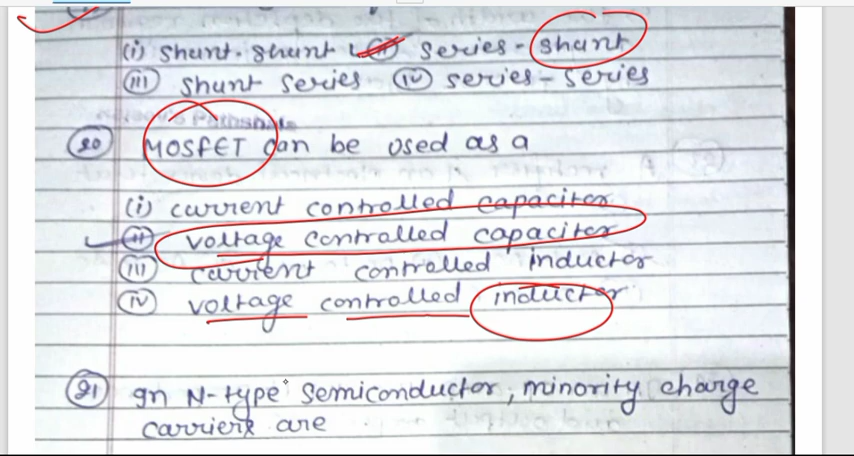 (i) Shunt-Shunt (ii) Series-Shunt
(iii) Shunt Series (iv) Series-Series
(20) MOSFET can be used as a
(i) current controlled capacitor
(ii) voltage controlled capacitor
(iii) current controlled inductor
(iv) voltage controlled inductor
(21) gn N-type semiconductor, minority charge
carriers are